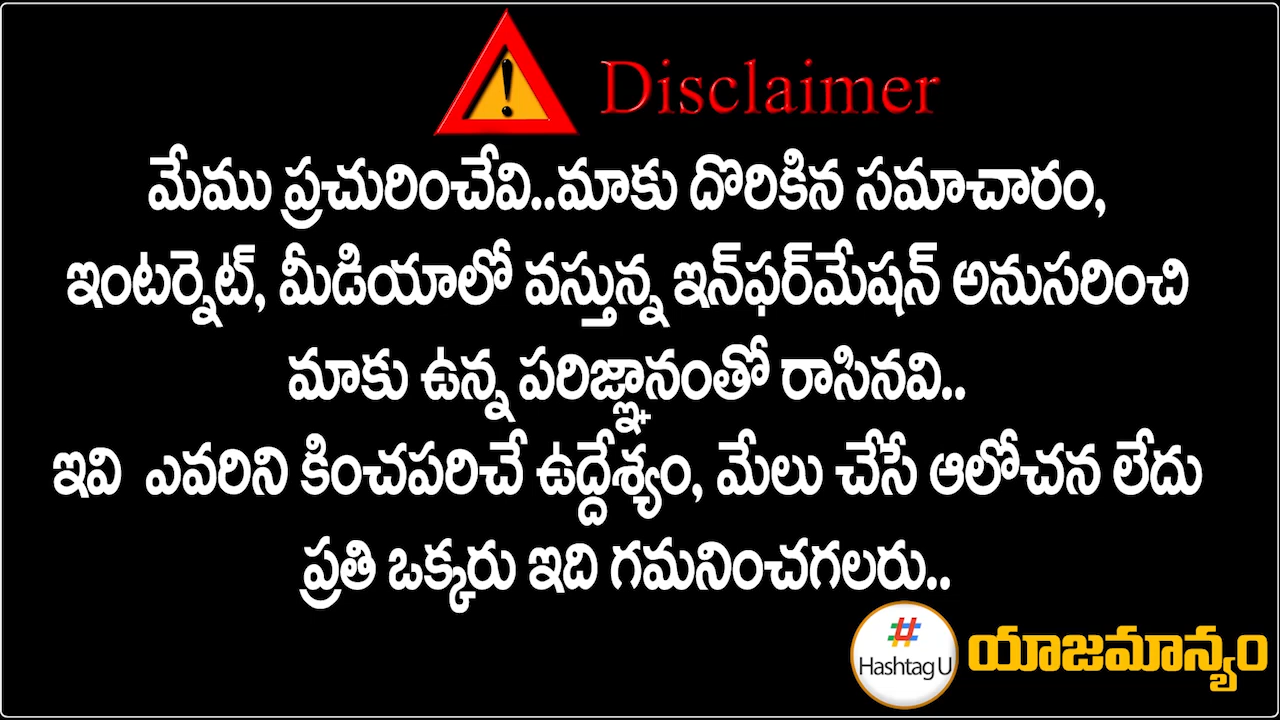 Disclaimer
మేము ప్రచురించేవి..మాకు దొరికిన సమాచారం,
ఇంటర్నెట్, మీడియాలో వస్తున్న ఇన్‌ఫర్‌మేషన్ అనుసరించి
మాకు ఉన్న పరిజ్ఞానంతో రాసినవి..
ఇవి ఎవరిని కించపరిచే ఉద్దేశ్యం, మేలు చేసే ఆలోచన లేదు
ప్రతి ఒక్కరు ఇది గమనించగలరు..
#
Hashtag U
యాజమాన్యం